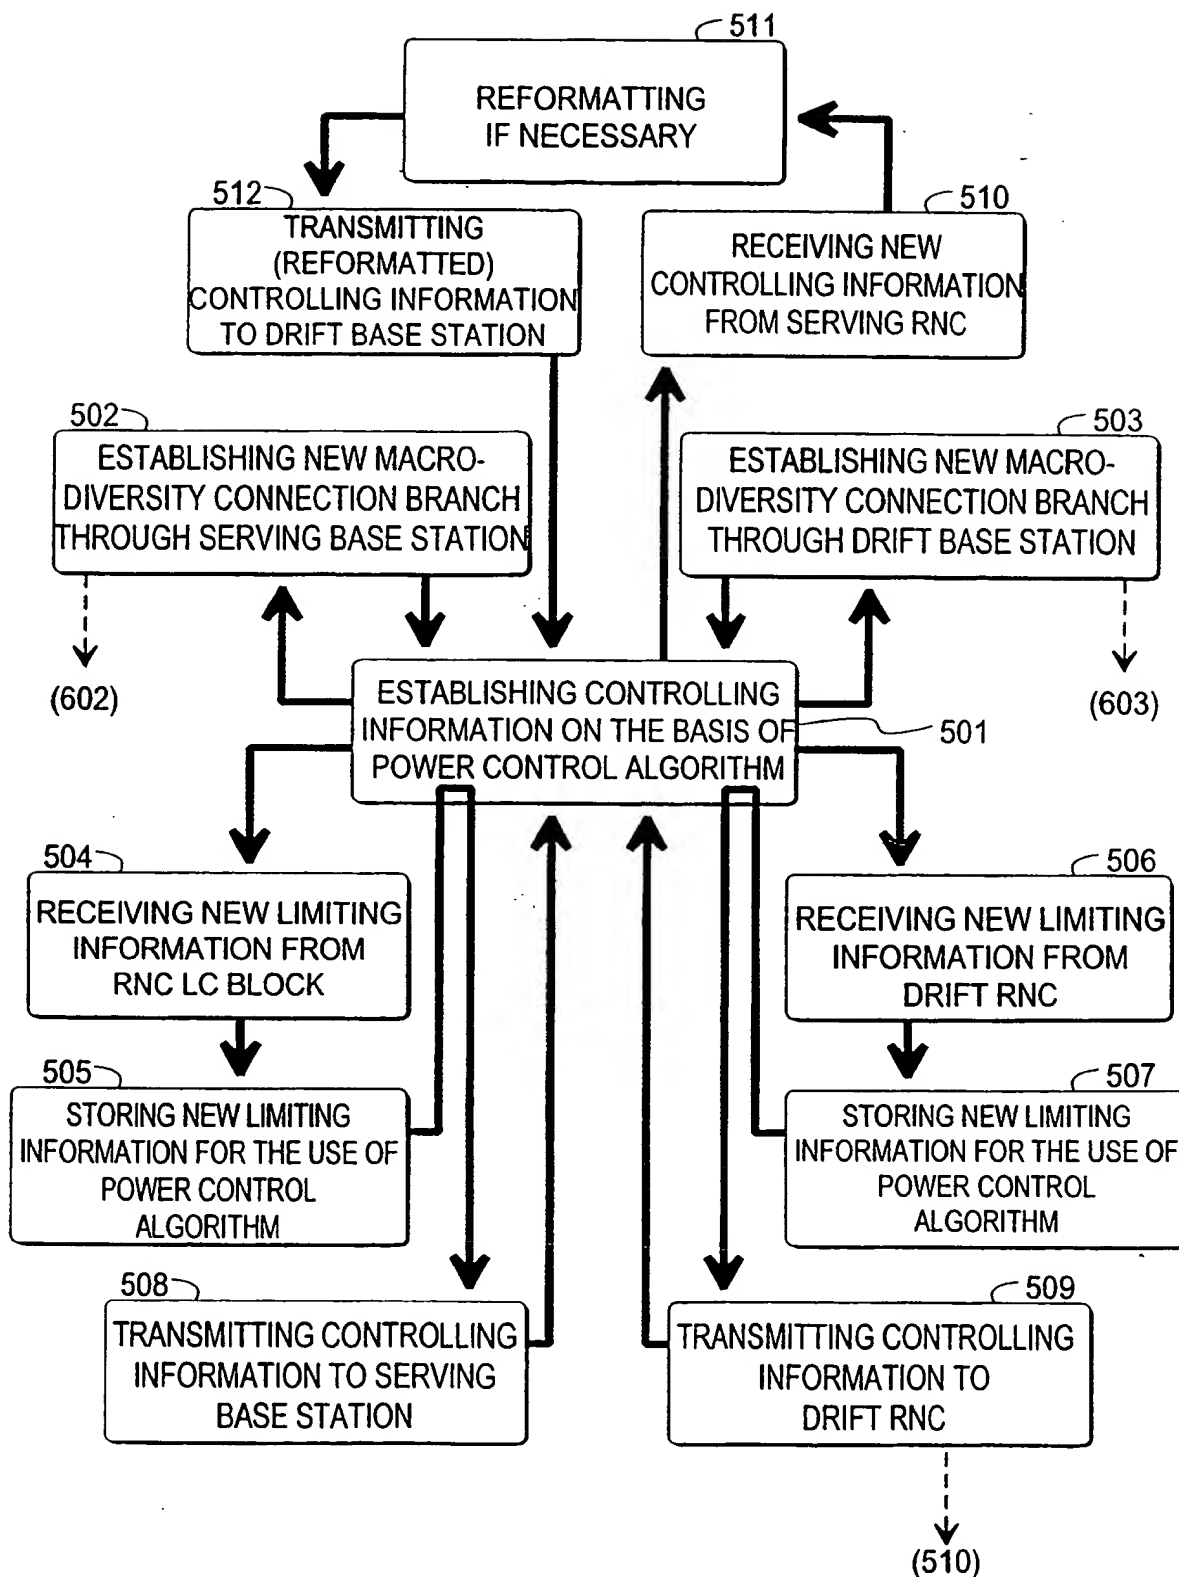 511
REFORMATTING
IF NECESSARY
512
TRANSMITTING
(REFORMATTED)
CONTROLLING INFORMATION
TO DRIFT BASE STATION
510
RECEIVING NEW
CONTROLLING INFORMATION
FROM SERVING RNC
502
ESTABLISHING NEW MACRO-
DIVERSITY CONNECTION BRANCH
THROUGH SERVING BASE STATION
503
ESTABLISHING NEW MACRO-
DIVERSITY CONNECTION BRANCH
THROUGH DRIFT BASE STATION
(602)
(603)
ESTABLISHING CONTROLLING
INFORMATION ON THE BASIS OF
POWER CONTROL ALGORITHM
501
504
RECEIVING NEW LIMITING
INFORMATION FROM
RNC LC BLOCK
506
RECEIVING NEW LIMITING
INFORMATION FROM
DRIFT RNC
505
STORING NEW LIMITING
INFORMATION FOR THE USE OF
POWER CONTROL
ALGORITHM
507
STORING NEW LIMITING
INFORMATION FOR THE USE OF
POWER CONTROL
ALGORITHM
508
TRANSMITTING CONTROLLING
INFORMATION TO SERVING
BASE STATION
509
TRANSMITTING CONTROLLING
INFORMATION TO
DRIFT RNC
(510)